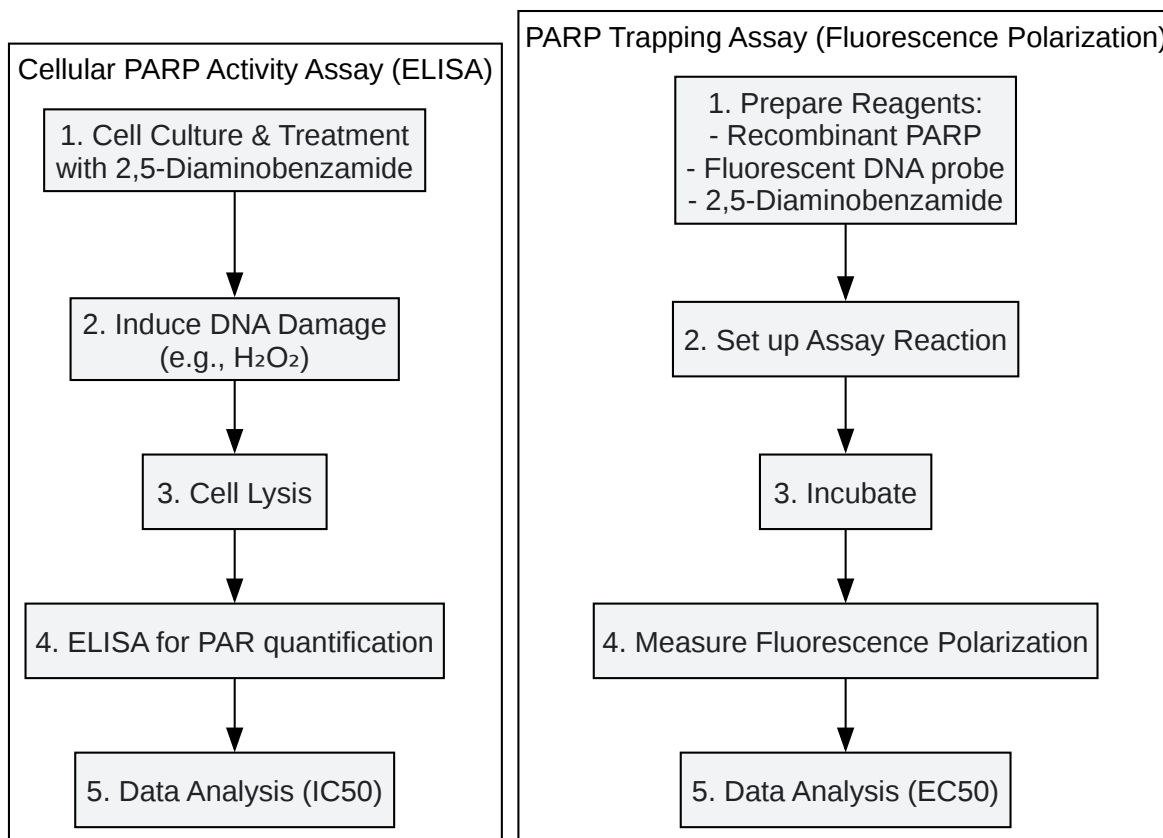 Cellular PARP Activity Assay (ELISA)
1. Cell Culture & Treatment
with 2,5-Diaminobenzamide
2. Induce DNA Damage
(e.g., H₂O₂)
3. Cell Lysis
4. ELISA for PAR quantification
5. Data Analysis (IC50)
PARP Trapping Assay (Fluorescence Polarization)
1. Prepare Reagents:
- Recombinant PARP
- Fluorescent DNA probe
- 2,5-Diaminobenzamide
2. Set up Assay Reaction
3. Incubate
4. Measure Fluorescence Polarization
5. Data Analysis (EC50)